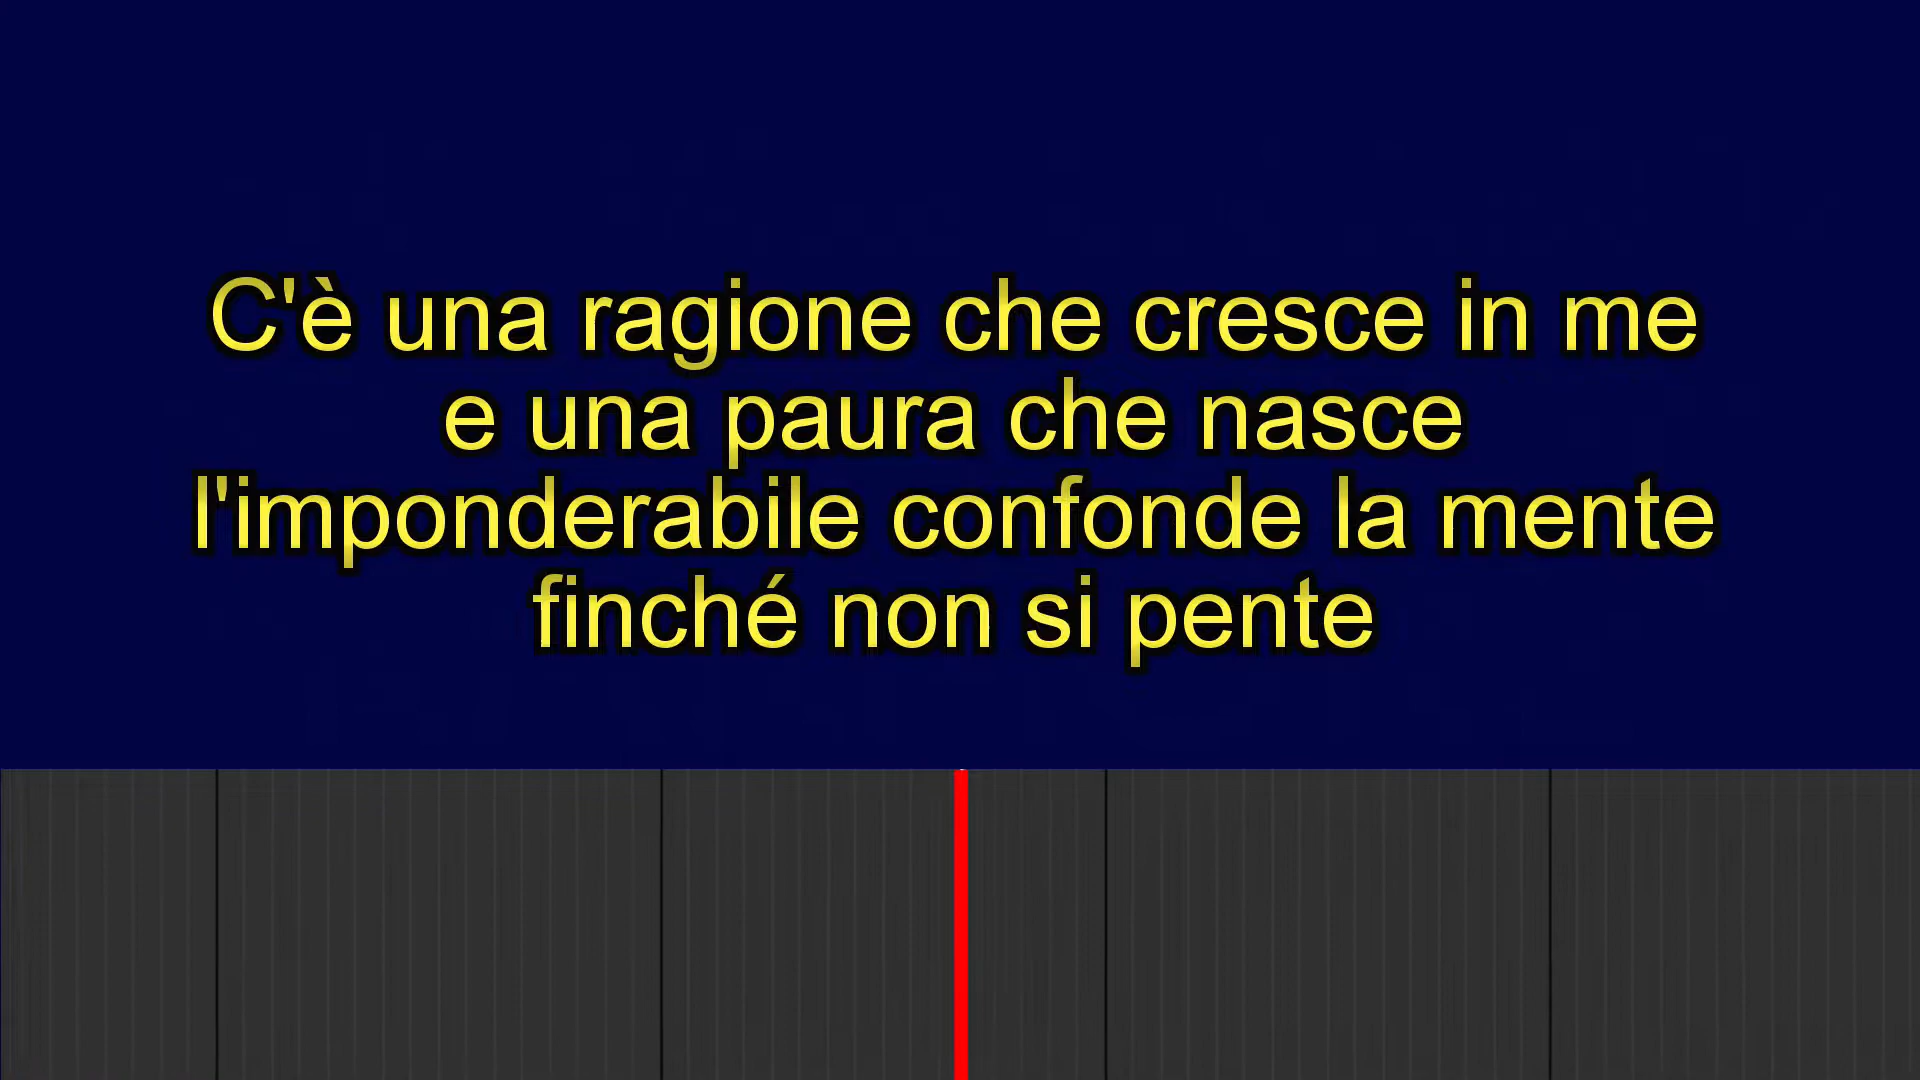 C'è una ragione che cresce in me
e una paura che nasce
l'imponderabile confonde la mente
finché non si pente